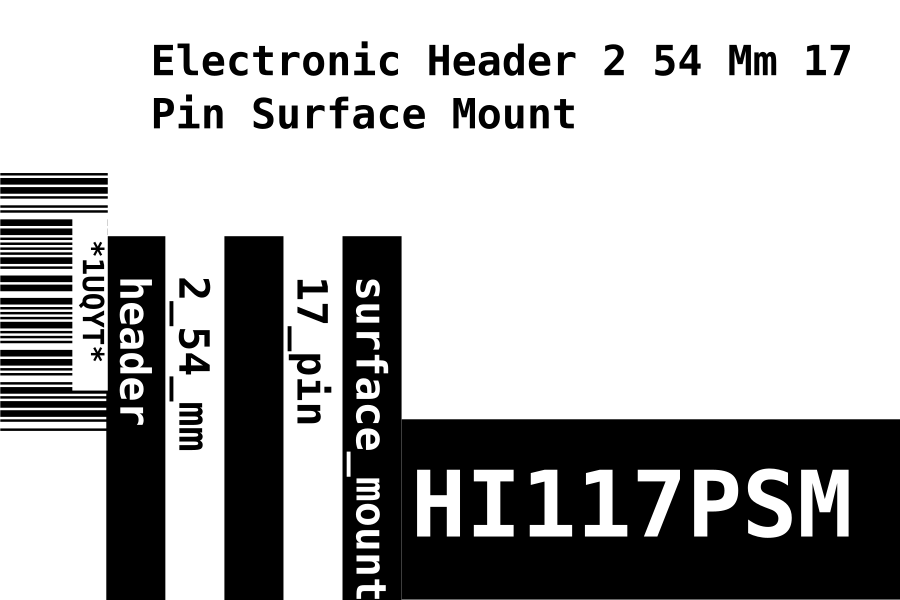 Electronic Header 2 54 Mm 17
Pin Surface Mount
*1UQYT*
header
2_54_mm
17_pin
surface_mount
HI117PSM